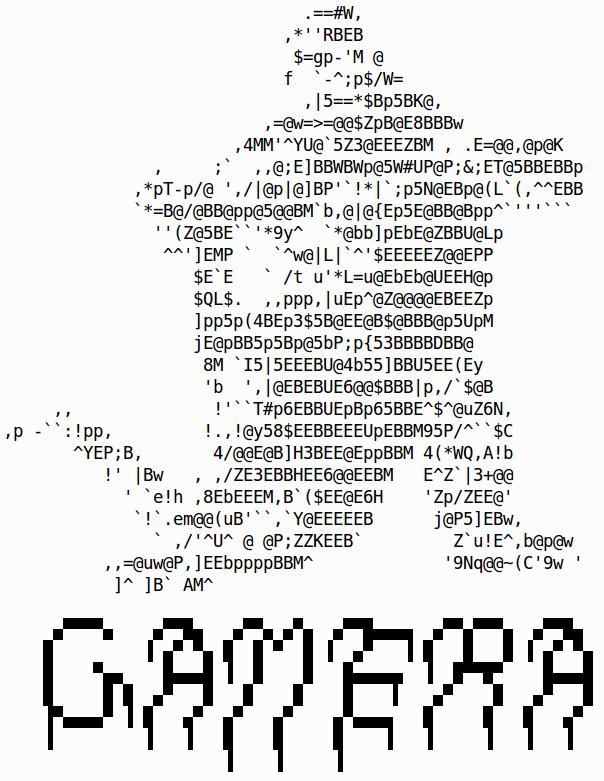 .==#W,
,*''RBEB
$=gp-'M @
f  `-^;p$/W=
,|5==*$Bp5BK@,
,=@w=>=@@$ZpB@E8BBBw
,4MM'^YU@`5Z3@EEEZBM , .E=@@,@p@K
,     ;`  ,,@;E]BBWBWp@5W#UP@P;&;ET@5BBEBBp
,*pT-p/@ ',/|@p|@]BP'`!*|`;p5N@EBp@(L`(,^^EBB
`*=B@/@BB@pp@5@@BM`b,@|@{Ep5E@BB@Bpp^`'''```
''(Z@5BE``'*9y^  `*@bb]pEbE@ZBBU@Lp
^^']EMP `  `^w@|L|`^'$EEEEEZ@@EPP
$E`E   ` /t u'*L=u@EbEb@UEEH@p
$QL$.  ,,ppp,|uEp^@Z@@@@EBEEZp
]pp5p(4BEp3$5B@EE@B$@BBB@p5UpM
jE@pBB5p5Bp@5bP;p{53BBBBDBB@
8M `I5|5EEEBU@4b55]BBU5EE(Ey
'b  ',|@EBEBUE6@@$BBB|p,/`$@B
,,              !'``T#p6EBBUEpBp65BBE^$^@uZ6N,
,p -``:!pp,         !.,!@y58$EEBBEEEUpEBBM95P/^``$C
^YEP;B,       4/@@E@B]H3BEE@EppBBM 4(*WQ,A!b
!' |Bw   , ,/ZE3EBBHEE6@@EEBM   E^Z`|3+@@
' `e!h ,8EbEEEM,B`($EE@E6H    'Zp/ZEE@'
`!`.em@@(uB'``,`Y@EEEEEB      j@P5]EBw,
` ,/'^U^ @ @P;ZZKEEB`         Z`u!E^,b@p@w
,,=@uw@P,]EEbppppBBM^             '9Nq@@~(C'9w '
]^ ]B` AM^
GAMERA